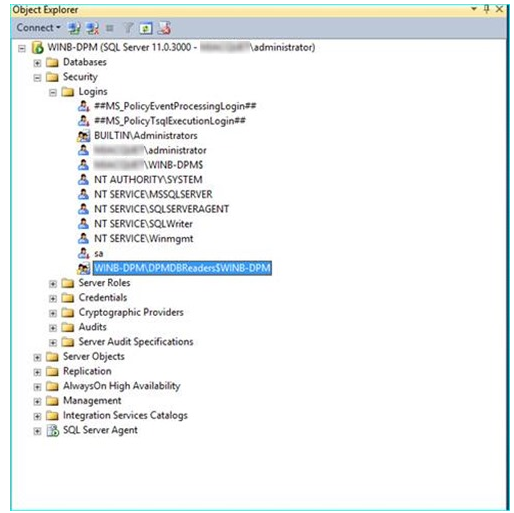 Object Explorer
Connect
WINB-DPM (SQL Server 11.0.3000 - \administrator)
Databases
Security
Logins
##MS_PolicyEventProcessingLogin##
##MS_PolicyTsqlExecutionLogin##
BUILTIN\Administrators
\administrator
\WINB-DPM$
NT AUTHORITY\SYSTEM
NT SERVICE\MSSQLSERVER
NT SERVICE\SQLSERVERAGENT
NT SERVICE\SQLWriter
NT SERVICE\Winmgmt
sa
WINB-DPM\DPMDBReaders$WINB-DPM
Server Roles
Credentials
Cryptographic Providers
Audits
Server Audit Specifications
Server Objects
Replication
AlwaysOn High Availability
Management
Integration Services Catalogs
SQL Server Agent